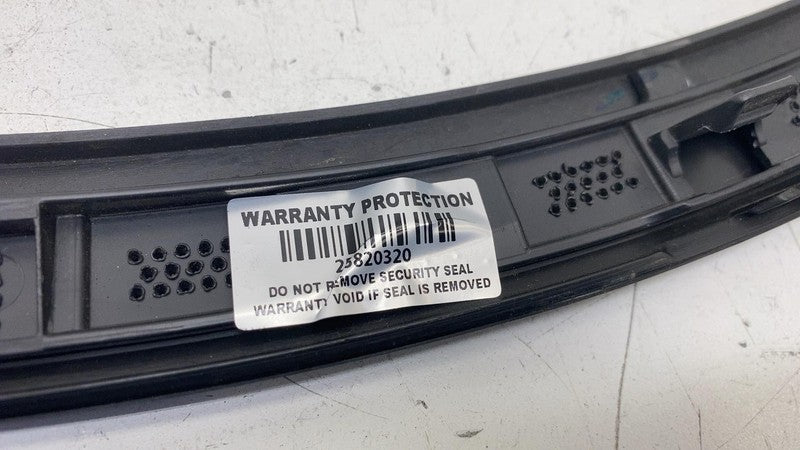 WARRANTY PROTECTION
25820320
DO NOT REMOVE SECURITY SEAL
WARRANTY VOID IF SEAL IS REMOVED